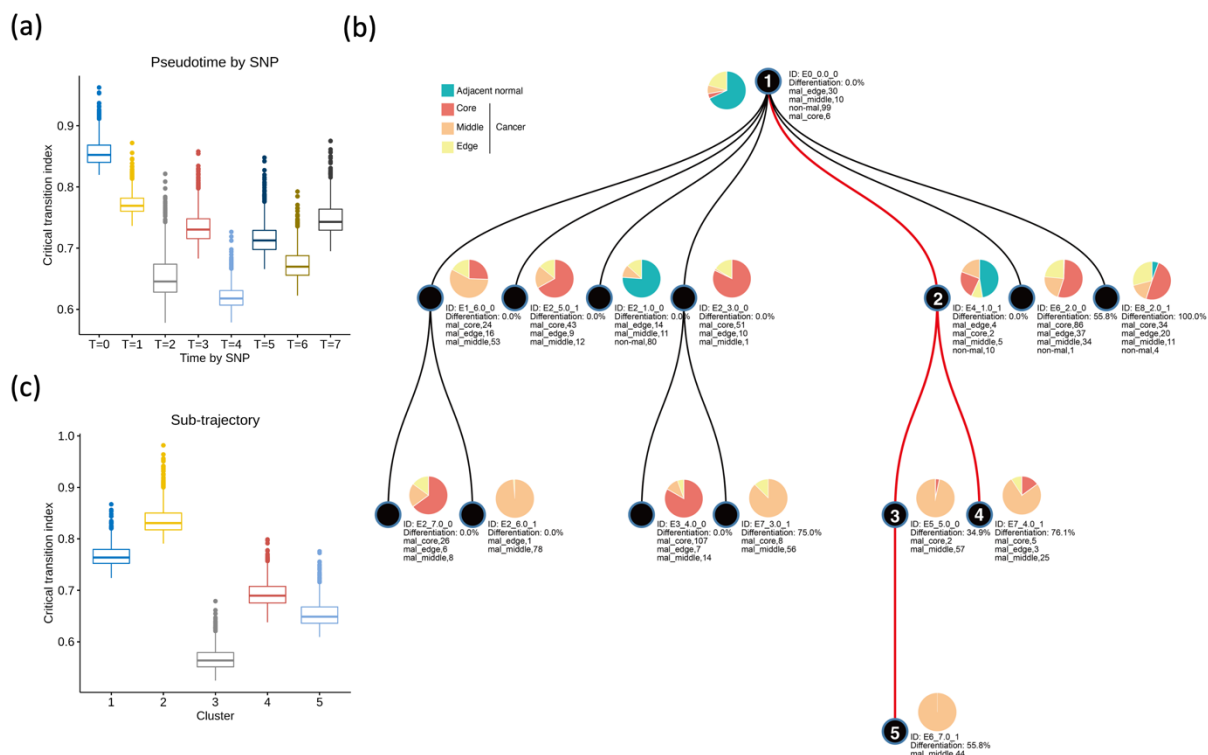 (a)
Pseudotime by SNP
Critical transition index
0.9
0.8
0.7
0.6
T=0 T=1 T=2 T=3 T=4 T=5 T=6 T=7
Time by SNP
(b)
Adjacent normal
Core
Middle
Edge
Cancer
1
ID: E0_0.0_0
Differentiation: 0.0%
mal_edge,30
mal_middle,10
non-mal,99
mal_core,6
ID: E1_6.0_0
Differentiation: 0.0%
mal_core,24
mal_edge,16
mal_middle,53
ID: E2_5.0_1
Differentiation: 0.0%
mal_core,43
mal_edge,9
mal_middle,12
ID: E2_1.0_0
Differentiation: 0.0%
mal_edge,14
mal_middle,11
non-mal,80
ID: E2_3.0_0
Differentiation: 0.0%
mal_core,51
mal_edge,10
mal_middle,1
2
ID: E4_1.0_1
Differentiation: 0.0%
mal_edge,4
mal_core,2
mal_middle,5
non-mal,10
ID: E6_2.0_0
Differentiation: 55.8%
mal_core,86
mal_edge,37
mal_middle,34
non-mal,1
ID: E8_2.0_1
Differentiation: 100.0%
mal_core,34
mal_edge,20
mal_middle,11
non-mal,4
ID: E2_7.0_0
Differentiation: 0.0%
mal_core,26
mal_edge,6
mal_middle,8
ID: E2_6.0_1
Differentiation: 0.0%
mal_edge,1
mal_middle,78
ID: E3_4.0_0
Differentiation: 0.0%
mal_core,107
mal_edge,7
mal_middle,14
ID: E7_3.0_1
Differentiation: 75.0%
mal_core,8
mal_middle,56
3
ID: E5_5.0_0
Differentiation: 34.9%
mal_core,2
mal_middle,57
4
ID: E7_4.0_1
Differentiation: 76.1%
mal_core,5
mal_edge,3
mal_middle,25
5
ID: E6_7.0_1
Differentiation: 55.8%
mal_middle,44
(c)
Sub-trajectory
Critical transition index
1.0
0.9
0.8
0.7
0.6
1 2 3 4 5
Cluster